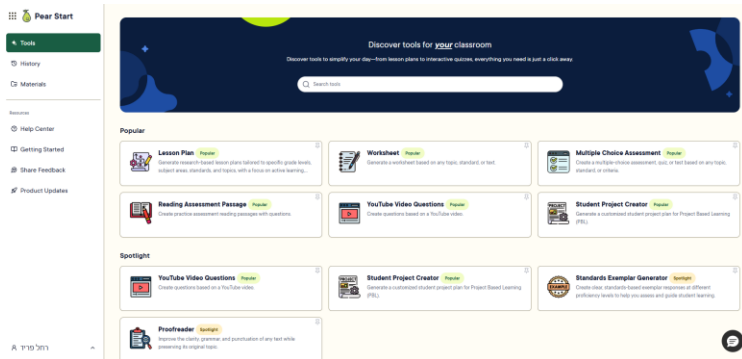 Pear Start
Tools
History
Materials
Resources
Help Center
Getting Started
Share Feedback
Product Updates
רחל פריד
Discover tools for your classroom
Discover tools to simplify your day—from lesson plans to interactive quizzes, everything you need is just a click away.
Search tools
Popular
Lesson Plan Popular
Generate research-based lesson plans tailored to specific grade levels,
subject areas, standards, and topics with a focus on active learning...
Worksheet Popular
Generate a worksheet based on any topic, standard, or text.
Multiple Choice Assessment Popular
Create a multiple-choice assessment, quiz, or test based on any topic,
standard, or criteria.
Reading Assessment Passage Popular
Create practice assessment reading passages with questions.
YouTube Video Questions Popular
Create questions based on a YouTube video.
PROJECT
Student Project Creator Popular
Generate a customized student project plan for Project Based Learning
(PBL).
Spotlight
YouTube Video Questions Popular
Create questions based on a YouTube video.
PROJECT
Student Project Creator Popular
Generate a customized student project plan for Project Based Learning
(PBL).
EXAMPLE
Standards Exemplar Generator Spotlight
Create clear, standards-based exemplar responses at different
proficiency levels to help you assess and guide student learning.
Proofreader Spotlight
Improve the clarity, grammar, and punctuation of any text while
preserving its original topic.